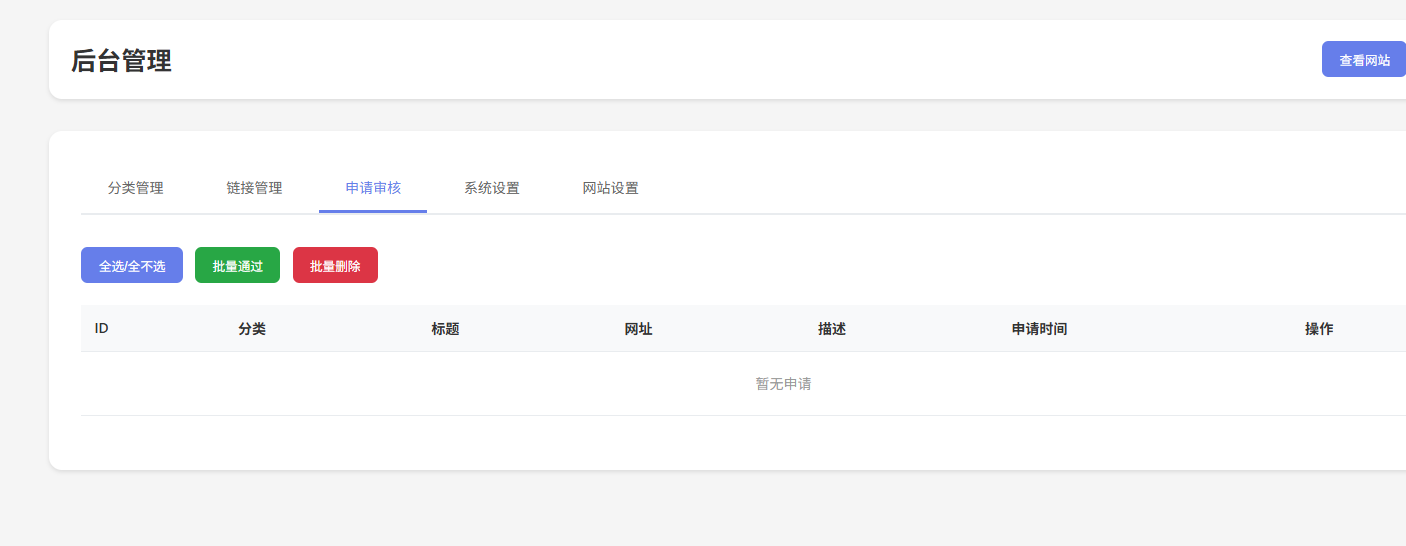 后台管理
查看网站
分类管理 链接管理 申请审核 系统设置 网站设置
全选/全不选 批量通过 批量删除
ID 分类 标题 网址 描述 申请时间 操作
暂无申请